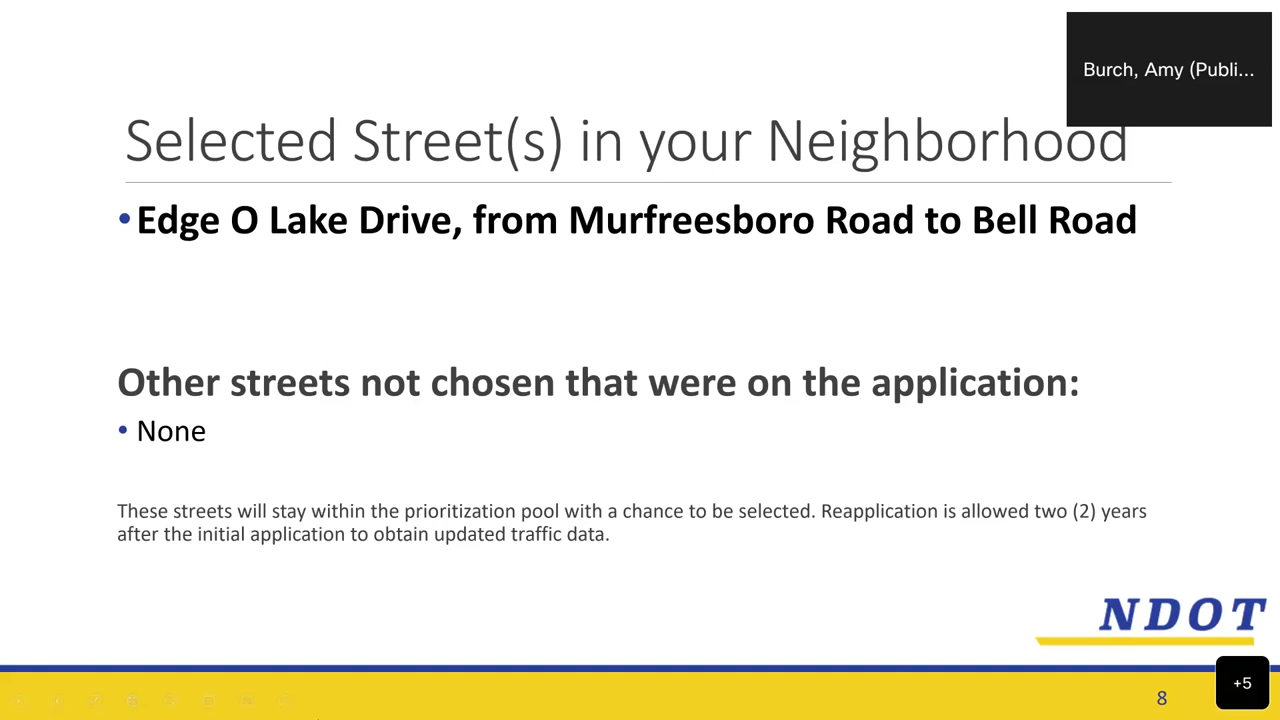 Burch, Amy (Publi...
Selected Street(s) in your Neighborhood
•Edge O Lake Drive, from Murfreesboro Road to Bell Road
Other streets not chosen that were on the application:
• None
These streets will stay within the prioritization pool with a chance to be selected. Reapplication is allowed two (2) years
after the initial application to obtain updated traffic data.
NDOT
+5
8